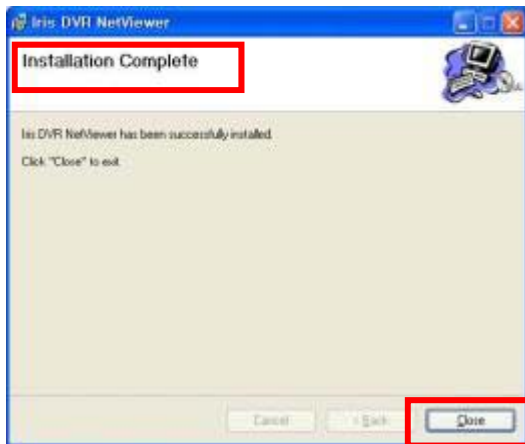 Iris DVR NetViewer
Installation Complete
Iris DVR NetViewer has been successfully installed.
Click "Close" to exit.
Cancel
< Back
Close